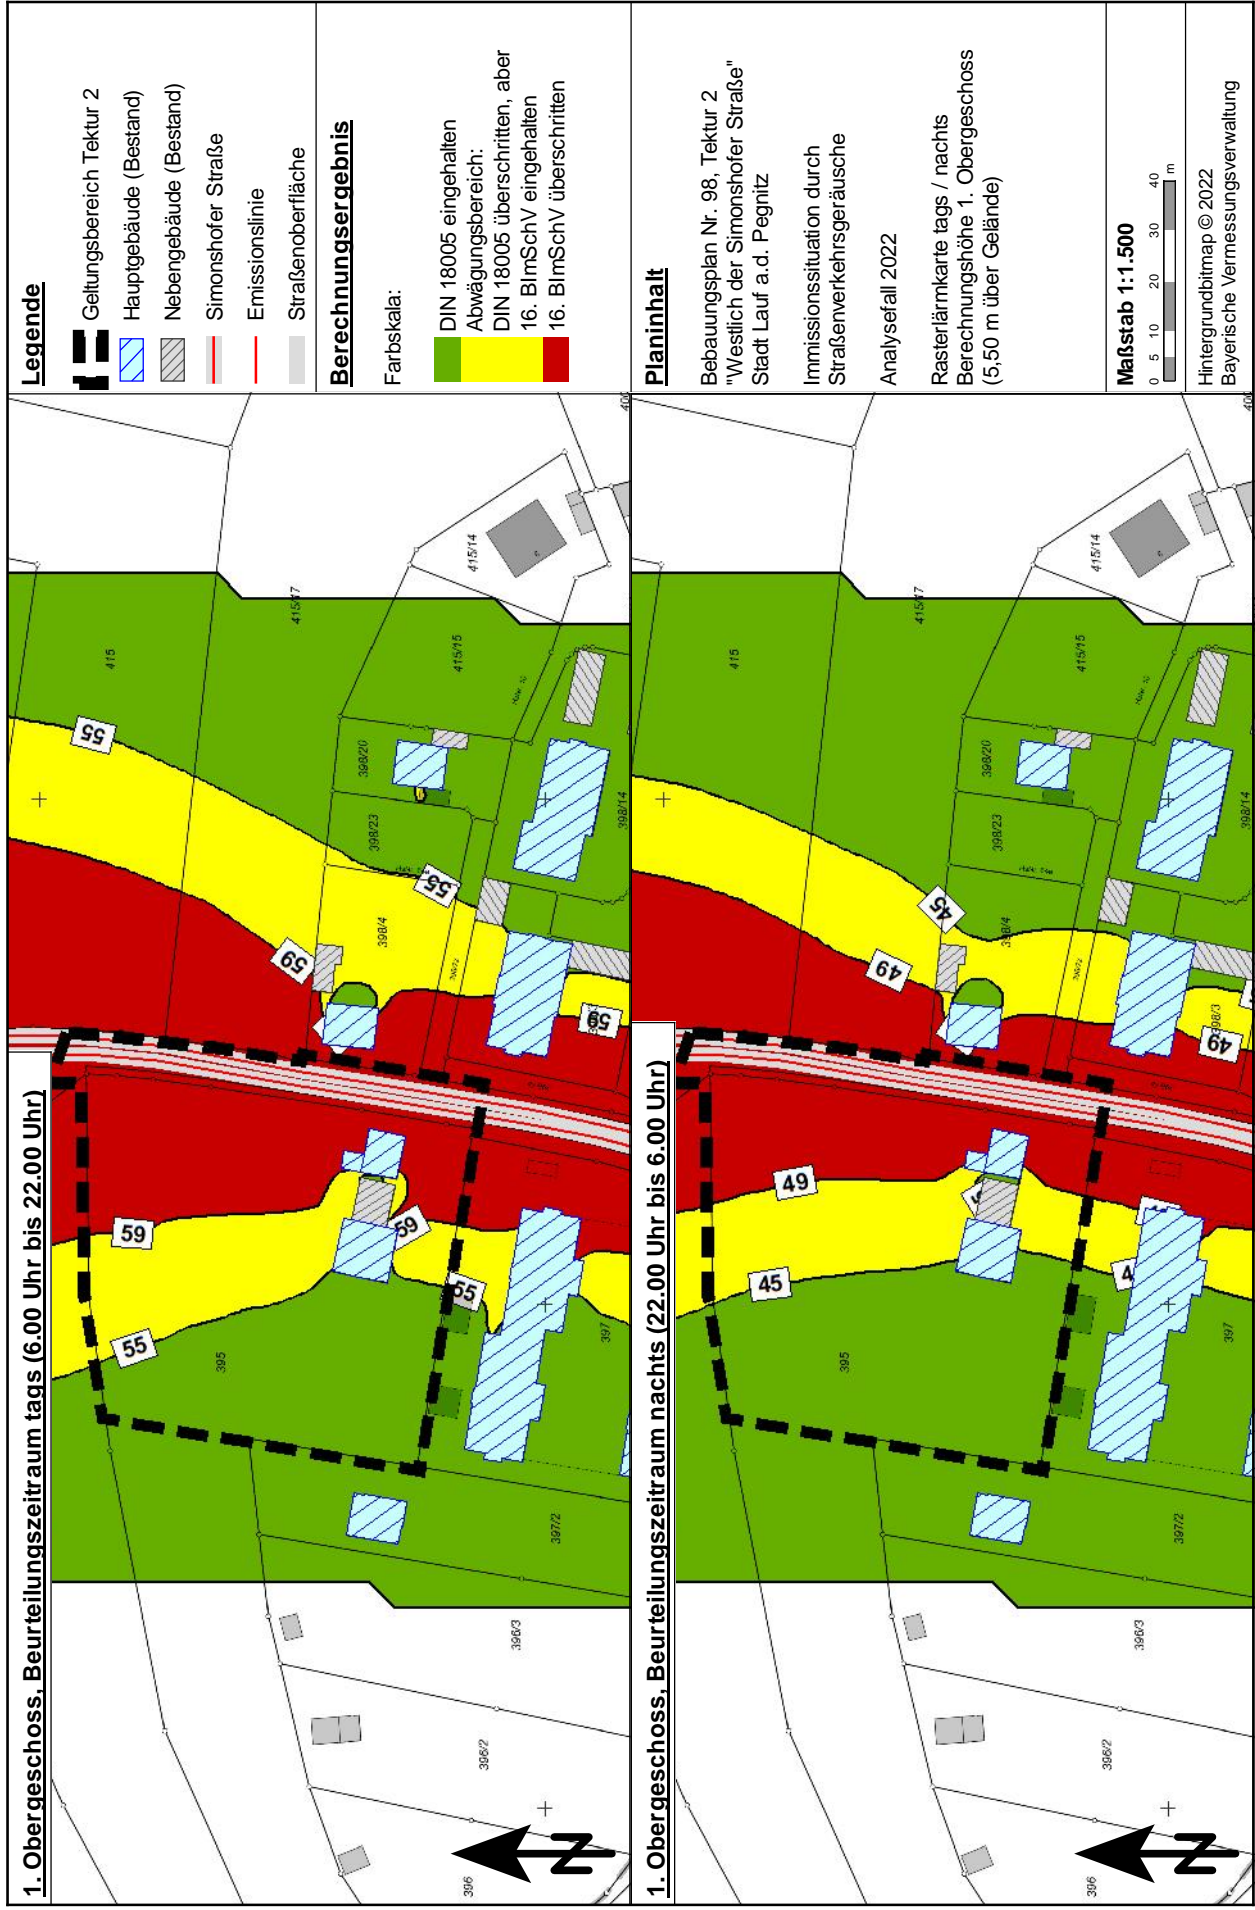 1. Obergeschoss, Beurteilungszeitraum tags (6.00 Uhr bis 22.00 Uhr)
396
396/2
396/3
397/2
395
397
55
59
55
59
59
59
55
55
398/4
398/23
398/20
398/14
415
415/17
415/15
415/14
N
1. Obergeschoss, Beurteilungszeitraum nachts (22.00 Uhr bis 6.00 Uhr)
396
396/2
396/3
397/2
395
397
45
49
49
45
49
398/4
398/3
398/23
398/20
398/14
415
415/17
415/15
415/14
N
Legende
Geltungsbereich Tektur 2
Hauptgebäude (Bestand)
Nebengebäude (Bestand)
Simonshofer Straße
Emissionslinie
Straßenoberfläche
Berechnungsergebnis
Farbskala:
DIN 18005 eingehalten
Abwägungsbereich:
DIN 18005 überschritten, aber
16. BImSchV eingehalten
16. BImSchV überschritten
Planinhalt
Bebauungsplan Nr. 98, Tektur 2
"Westlich der Simonshofer Straße"
Stadt Lauf a.d. Pegnitz
Immissionssituation durch
Straßenverkehrsgeräusche
Analysefall 2022
Rasterlärmkarte tags / nachts
Berechnungshöhe 1. Obergeschoss
(5,50 m über Gelände)
Maßstab 1:1.500
0 5 10 20 30 40
m
Hintergrundbitmap © 2022
Bayerische Vermessungsverwaltung